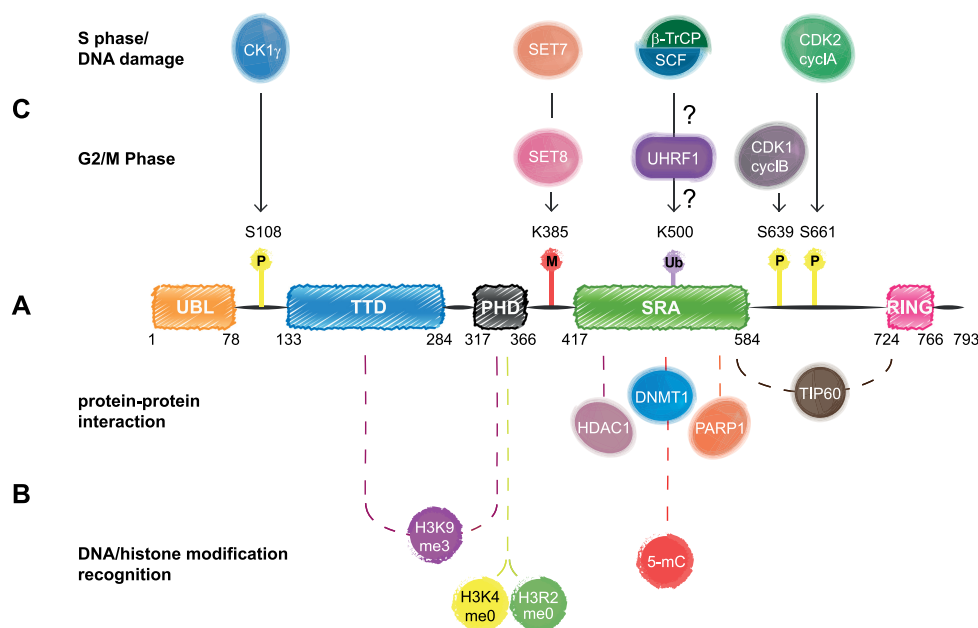 S phase/
DNA damage
CK1γ
SET7
β-TrCP
SCF
CDK2
cyclA
C
?
G2/M Phase
SET8
UHRF1
CDK1
cyclB
?
S108
K385
K500
S639
S661
P
M
Ub
P
P
A
UBL
TTD
PHD
SRA
RING
1
78
133
284
317
366
417
584
724
766
793
protein-protein
interaction
HDAC1
DNMT1
PARP1
TIP60
B
H3K9
me3
DNA/histone modification
recognition
5-mC
H3K4
me0
H3R2
me0